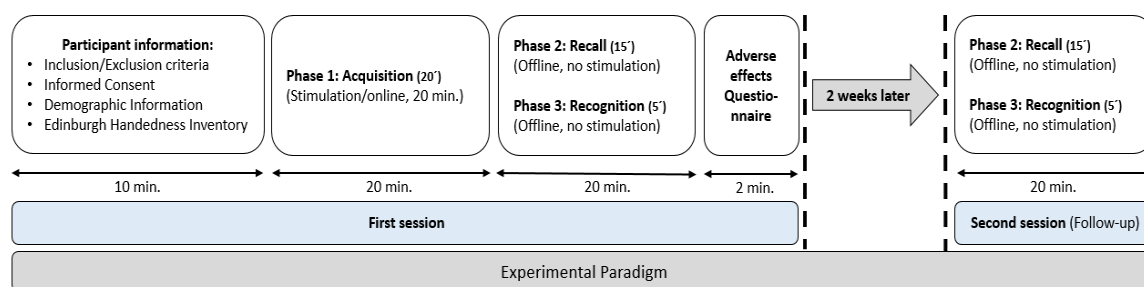 Participant information:
• Inclusion/Exclusion criteria
• Informed Consent
• Demographic Information
• Edinburgh Handedness Inventory
Phase 1: Acquisition (20´)
(Stimulation/online, 20 min.)
Phase 2: Recall (15´)
(Offline, no stimulation)
Phase 3: Recognition (5´)
(Offline, no stimulation)
Adverse
effects
Questio-
nnaire
2 weeks later
Phase 2: Recall (15´)
(Offline, no stimulation)
Phase 3: Recognition (5´)
(Offline, no stimulation)
10 min.
20 min.
20 min.
2 min.
20 min.
First session
Second session (Follow-up)
Experimental Paradigm